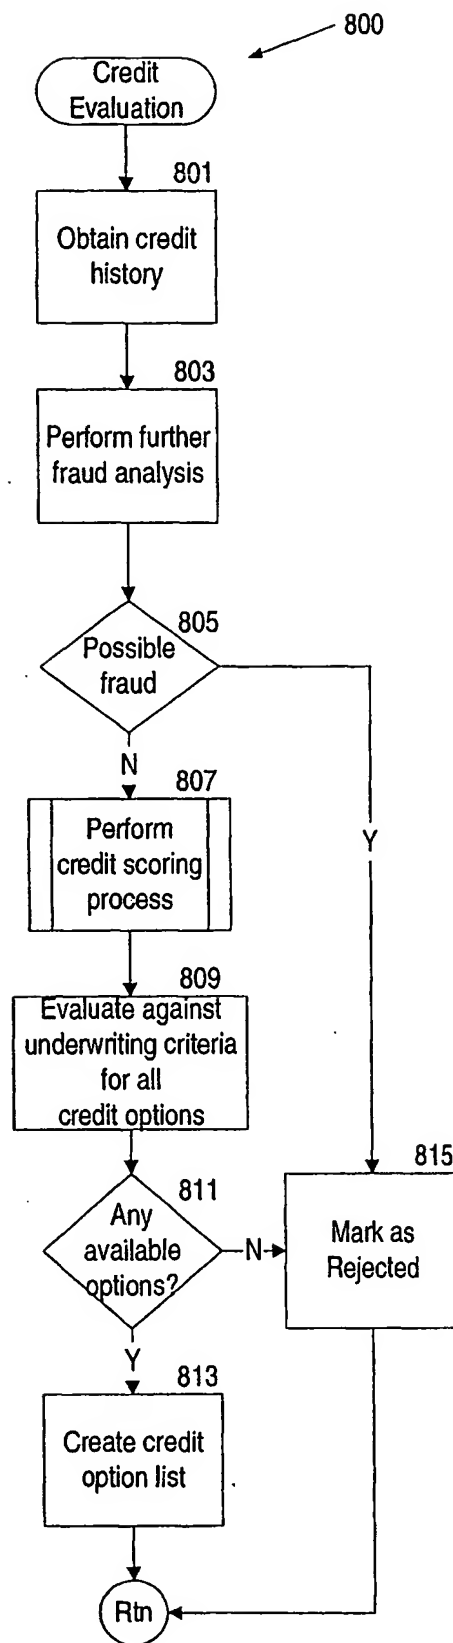 800
Credit
Evaluation
801
Obtain credit
history
803
Perform further
fraud analysis
805
Possible
fraud
N
Y
807
Perform
credit scoring
process
809
Evaluate against
underwriting criteria
for all
credit options
811
Any
available
options?
N
815
Mark as
Rejected
Y
813
Create credit
option list
Rtn